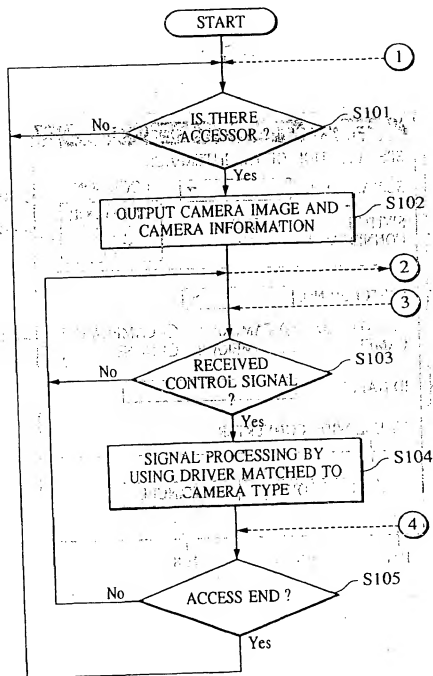 START
1
IS THERE
ACCESSOR ?
S101
No
Yes
OUTPUT CAMERA IMAGE AND
CAMERA INFORMATION
S102
2
3
RECEIVED
CONTROL SIGNAL
?
S103
No
Yes
SIGNAL PROCESSING BY
USING DRIVER MATCHED TO
CAMERA TYPE
S104
4
ACCESS END ?
S105
No
Yes